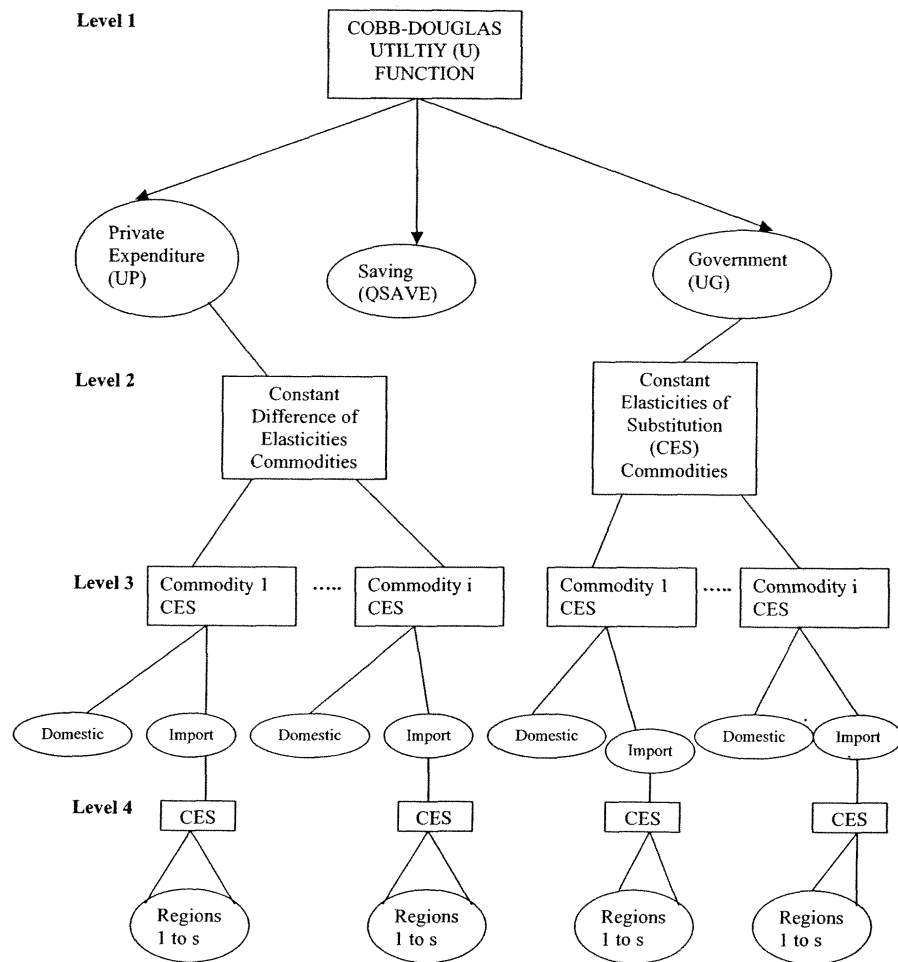 Level 1
COBB-DOUGLAS
UTILTIY (U)
FUNCTION
Private
Expenditure
(UP)
Saving
(QSAVE)
Government
(UG)
Level 2
Constant
Difference of
Elasticities
Commodities
Constant
Elasticities of
Substitution
(CES)
Commodities
Level 3
Commodity 1
CES
.....
Commodity i
CES
Commodity 1
CES
.....
Commodity i
CES
Domestic
Import
Domestic
Import
Domestic
Import
Domestic
Import
Level 4
CES
CES
CES
CES
Regions
1 to s
Regions
1 to s
Regions
1 to s
Regions
1 to s